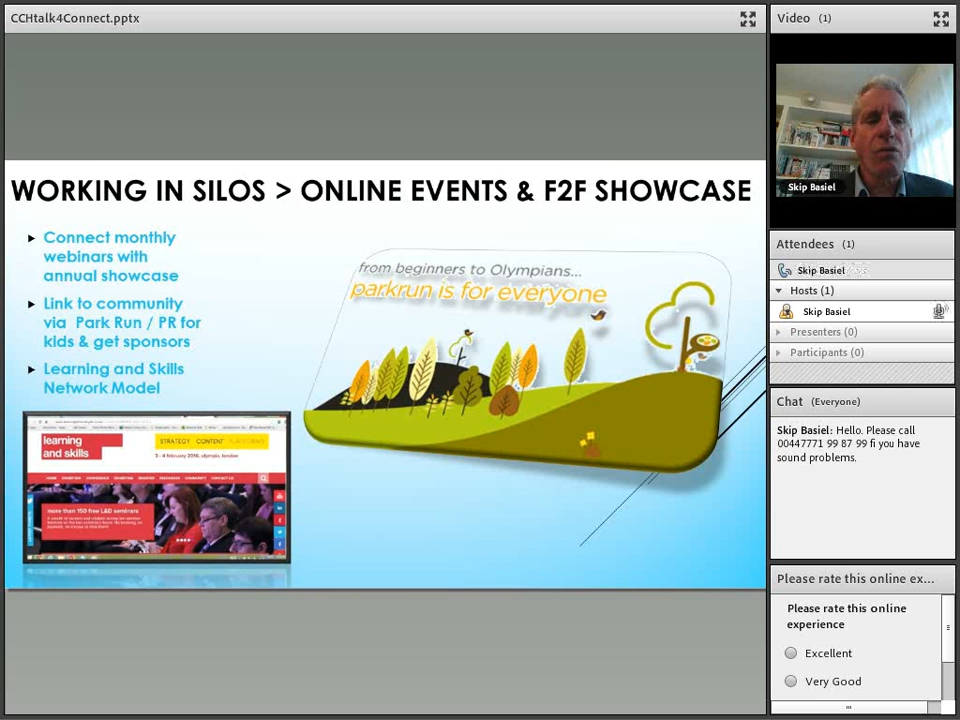 CCHtalk4Connect.pptx
WORKING IN SILOS > ONLINE EVENTS & F2F SHOWCASE
Connect monthly
webinars with
annual showcase
Link to community
via Park Run / PR for
kids & get sponsors
Learning and Skills
Network Model
from beginners to Olympians...
parkrun is for everyone
learning
and skills
STRATEGY CONTENT PLATFORMS
3 - 4 february 2016, olympia, london
more than 150 free L&D seminars
Video (1)
Skip Basiel
Attendees (1)
Skip Basiel
Hosts (1)
Skip Basiel
Presenters (0)
Participants (0)
Chat (Everyone)
Skip Basiel: Hello. Please call
00447771 99 87 99 fi you have
sound problems.
Please rate this online ex...
Please rate this online
experience
Excellent
Very Good